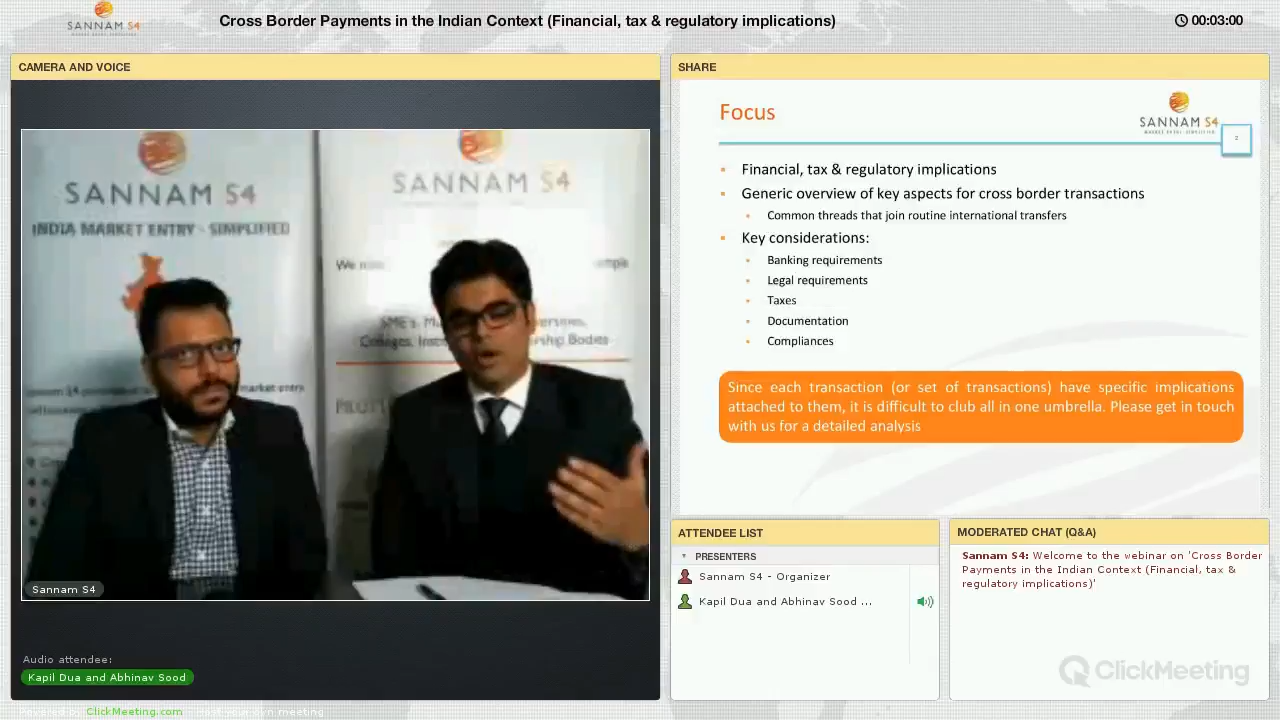 SANNAM S4
Cross Border Payments in the Indian Context (Financial, tax & regulatory implications)
00:03:00
CAMERA AND VOICE
SANNAM S4
INDIA MARKET ENTRY - SIMPLIFIED
SANNAM S4
We
Sannam S4
Audio attendee:
Kapil Dua and Abhinav Sood
Powered by ClickMeeting.com
SHARE
Focus
SANNAM S4
2
Financial, tax & regulatory implications
Generic overview of key aspects for cross border transactions
Common threads that join routine international transfers
Key considerations:
Banking requirements
Legal requirements
Taxes
Documentation
Compliances
Since each transaction (or set of transactions) have specific implications
attached to them, it is difficult to club all in one umbrella. Please get in touch
with us for a detailed analysis
ATTENDEE LIST
PRESENTERS
Sannam S4 - Organizer
Kapil Dua and Abhinav Sood ...
MODERATED CHAT (Q&A)
Sannam S4: Welcome to the webinar on 'Cross Border
Payments in the Indian Context (Financial, tax &
regulatory implications)'
ClickMeeting